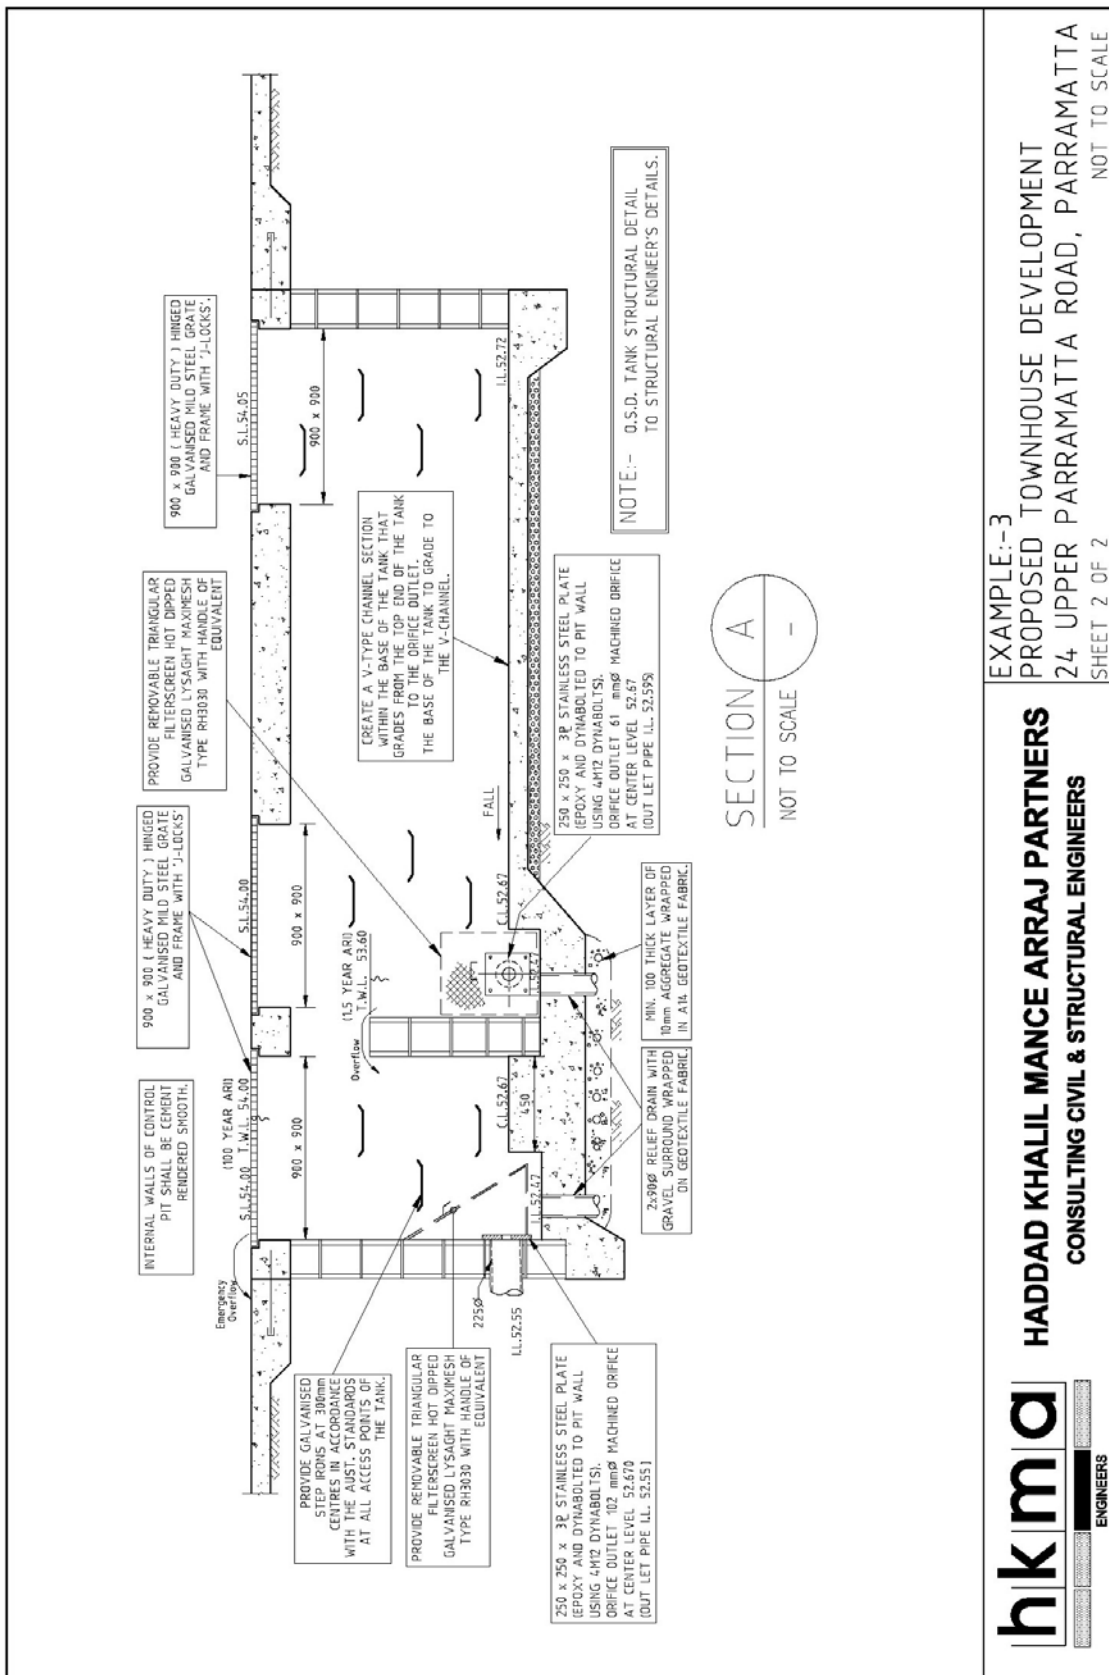 PROVIDE GALVANISED
STEP IRONS AT 300mm
CENTRES IN ACCORDANCE
WITH THE AUST. STANDARDS
AT ALL ACCESS POINTS OF
THE TANK.
PROVIDE REMOVABLE TRIANGULAR
FILTERSCREEN HOT DIPPED
GALVANISED LYSAGHT MAXIMESH
TYPE RH3030 WITH HANDLE OF
EQUIVALENT
250 x 250 x 3PL STAINLESS STEEL PLATE
(EPOXY AND DYNABOLTED TO PIT WALL
USING 4M12 DYNABOLTS).
ORIFICE OUTLET 102 mmØ MACHINED ORIFICE
AT CENTER LEVEL 52.670
(OUT LET PIPE I.L. 52.55)
225Ø
I.L.52.55
Emergency
Overflow
INTERNAL WALLS OF CONTROL
PIT SHALL BE CEMENT
RENDERED SMOOTH.
(100 YEAR ARI)
S.L.54.00 T.W.L. 54.00
900 x 900
900 x 900 ( HEAVY DUTY ) HINGED
GALVANISED MILD STEEL GRATE
AND FRAME WITH 'J-LOCKS'
S.L.54.00
900 x 900
Overflow
(1.5 YEAR ARI)
T.W.L. 53.60
C.L.52.67
450
I.L.52.47
C.L.52.67
I.L.52.47
2x90Ø RELIEF DRAIN WITH
GRAVEL SURROUND WRAPPED
ON GEOTEXTILE FABRIC.
MIN. 100 THICK LAYER OF
10mm AGGREGATE WRAPPED
IN A14 GEOTEXTILE FABRIC.
PROVIDE REMOVABLE TRIANGULAR
FILTERSCREEN HOT DIPPED
GALVANISED LYSAGHT MAXIMESH
TYPE RH3030 WITH HANDLE OF
EQUIVALENT
FALL
CREATE A V-TYPE CHANNEL SECTION
WITHIN THE BASE OF THE TANK THAT
GRADES FROM THE TOP END OF THE TANK
TO THE ORIFICE OUTLET.
THE BASE OF THE TANK TO GRADE TO
THE V-CHANNEL.
250 x 250 x 3PL STAINLESS STEEL PLATE
(EPOXY AND DYNABOLTED TO PIT WALL
USING 4M12 DYNABOLTS).
ORIFICE OUTLET 61 mmØ MACHINED ORIFICE
AT CENTER LEVEL 52.67
(OUT LET PIPE I.L. 52.595)
900 x 900 ( HEAVY DUTY ) HINGED
GALVANISED MILD STEEL GRATE
AND FRAME WITH 'J-LOCKS'.
S.L.54.05
900 x 900
I.L.52.72
NOTE:- O.S.D. TANK STRUCTURAL DETAIL
TO STRUCTURAL ENGINEER'S DETAILS.
SECTION A
-
NOT TO SCALE
hkma
ENGINEERS
HADDAD KHALIL MANCE ARRAJ PARTNERS
CONSULTING CIVIL & STRUCTURAL ENGINEERS
EXAMPLE:-3
PROPOSED TOWNHOUSE DEVELOPMENT
24 UPPER PARRAMATTA ROAD, PARRAMATTA
SHEET 2 OF 2 NOT TO SCALE